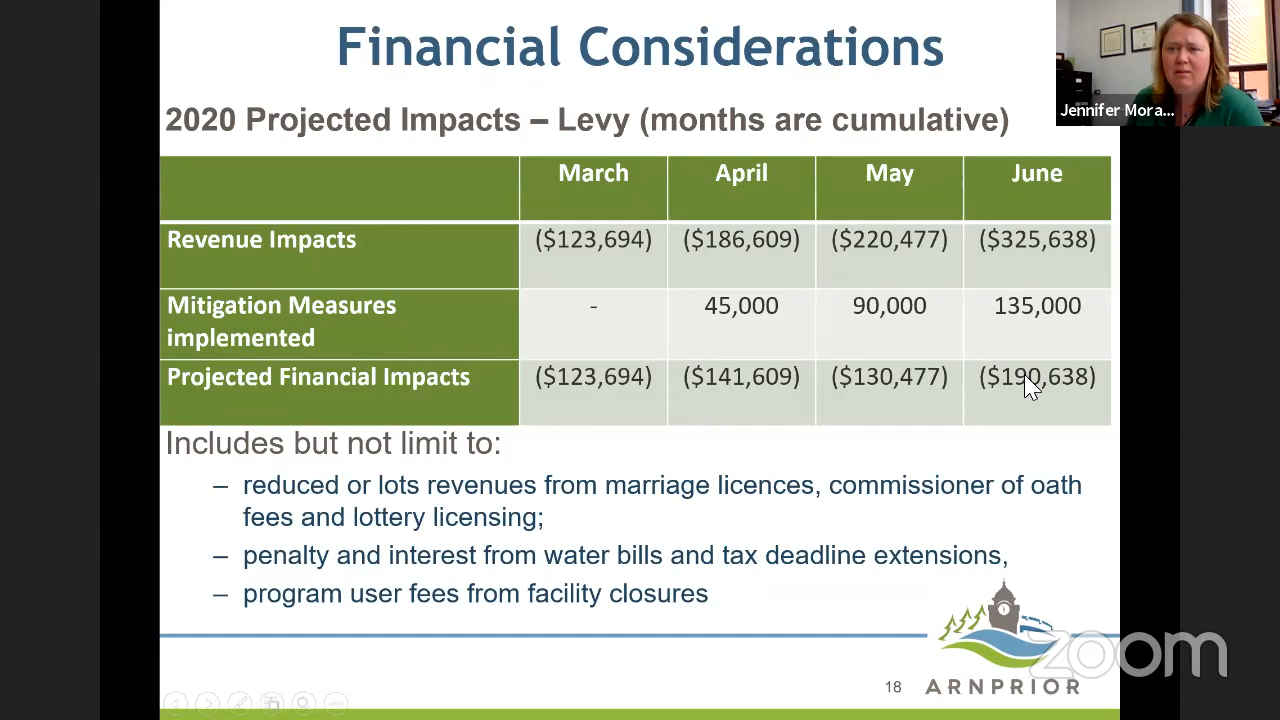 Financial Considerations
Jennifer Mora...
2020 Projected Impacts – Levy (months are cumulative)
March April May June
Revenue Impacts ($123,694) ($186,609) ($220,477) ($325,638)
Mitigation Measures implemented - 45,000 90,000 135,000
Projected Financial Impacts ($123,694) ($141,609) ($130,477) ($190,638)
Includes but not limit to:
– reduced or lots revenues from marriage licences, commissioner of oath
fees and lottery licensing;
– penalty and interest from water bills and tax deadline extensions,
– program user fees from facility closures
zoom
18 ARNPRIOR